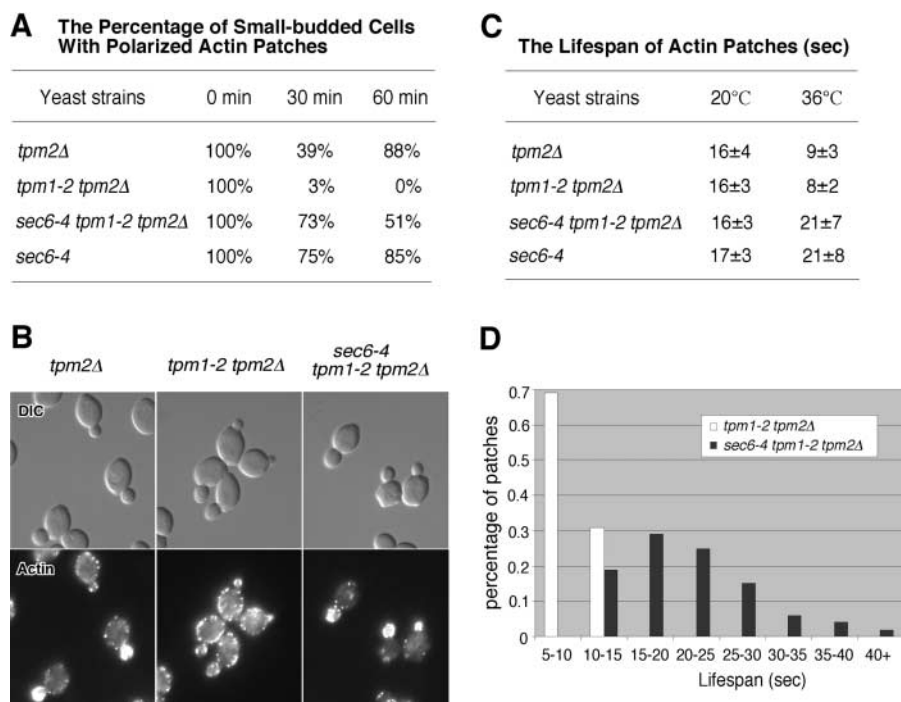 A The Percentage of Small-budded Cells
With Polarized Actin Patches
Yeast strains 0 min 30 min 60 min
tpm2Δ 100% 39% 88%
tpm1-2 tpm2Δ 100% 3% 0%
sec6-4 tpm1-2 tpm2Δ 100% 73% 51%
sec6-4 100% 75% 85%
B
tpm2Δ tpm1-2 tpm2Δ sec6-4
tpm1-2 tpm2Δ
DIC
Actin
C The Lifespan of Actin Patches (sec)
Yeast strains 20°C 36°C
tpm2Δ 16±4 9±3
tpm1-2 tpm2Δ 16±3 8±2
sec6-4 tpm1-2 tpm2Δ 16±3 21±7
sec6-4 17±3 21±8
D
percentage of patches
0.7
0.6
0.5
0.4
0.3
0.2
0.1
0
tpm1-2 tpm2Δ
sec6-4 tpm1-2 tpm2Δ
5-10 10-15 15-20 20-25 25-30 30-35 35-40 40+
Lifespan (sec)